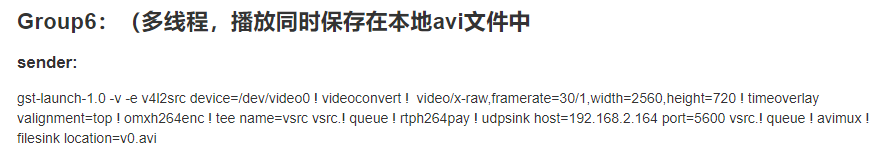 Group6：（多线程，播放同时保存在本地avi文件中
sender:
gst-launch-1.0 -v -e v4l2src device=/dev/video0 ! videoconvert !  video/x-raw,framerate=30/1,width=2560,height=720 ! timeoverlay
valignment=top ! omxh264enc ! tee name=vsrc vsrc.! queue ! rtph264pay ! udpsink host=192.168.2.164 port=5600 vsrc.! queue ! avimux !
filesink location=v0.avi